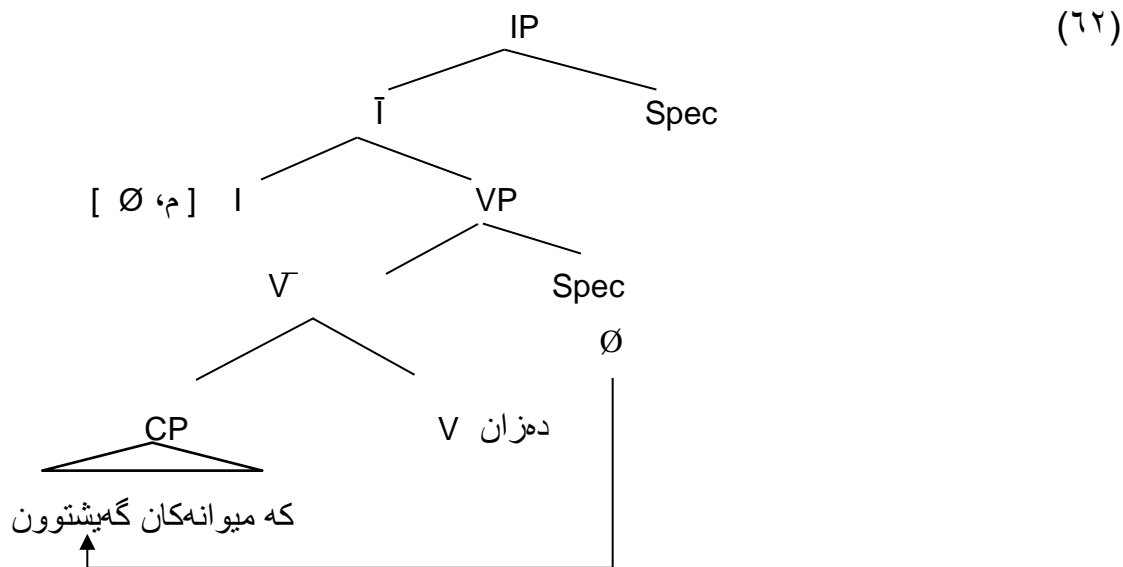 (٦٢)
IP
Spec
Ī
VP
I [ م، Ø ]
Spec
V̅
Ø
دەزان V
CP
کە میوانەکان گەیشتوون